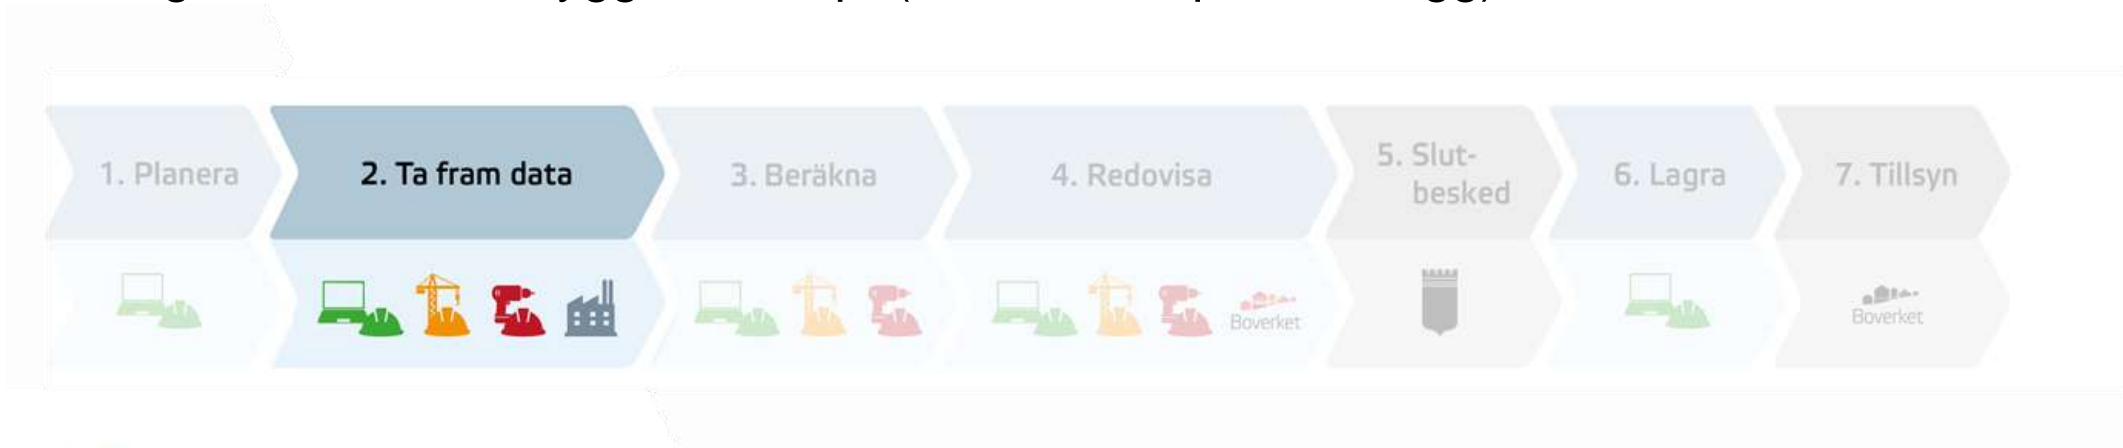 1. Planera
2. Ta fram data
3. Beräkna
4. Redovisa
5. Slut-
besked
6. Lagra
7. Tillsyn
Boverket
Boverket